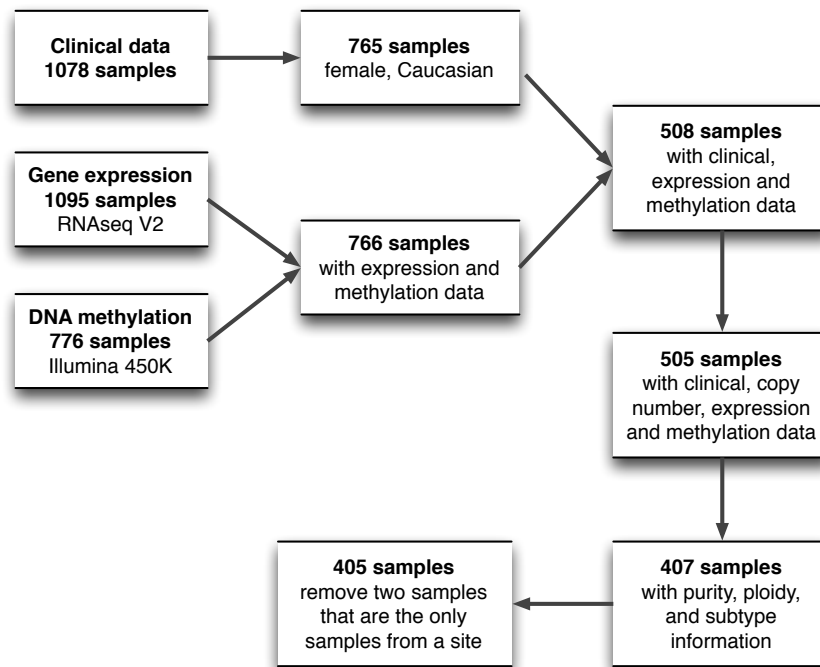 Clinical data
1078 samples
765 samples
female, Caucasian
Gene expression
1095 samples
RNAseq V2
DNA methylation
776 samples
Illumina 450K
766 samples
with expression and
methylation data
508 samples
with clinical,
expression and
methylation data
505 samples
with clinical, copy
number, expression
and methylation data
407 samples
with purity, ploidy,
and subtype
information
405 samples
remove two samples
that are the only
samples from a site